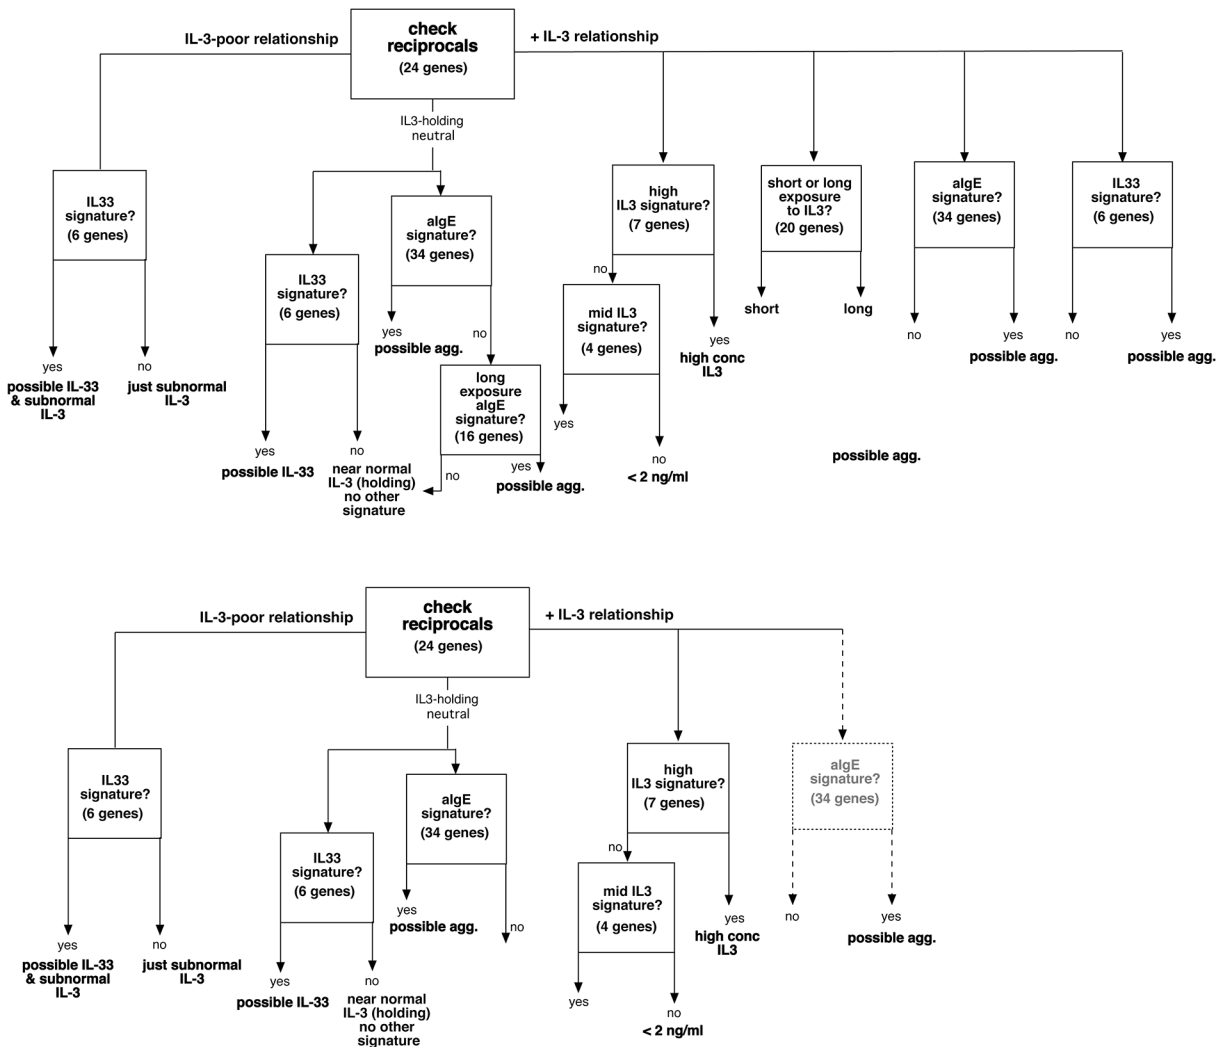 IL-3-poor relationship
check
reciprocals
(24 genes)
+ IL-3 relationship
IL3-holding
neutral
IL33
signature?
(6 genes)
yes
possible IL-33
& subnormal
IL-3
no
just subnormal
IL-3
IL33
signature?
(6 genes)
yes
possible IL-33
no
near normal
IL-3 (holding)
no other
signature
aIgE
signature?
(34 genes)
yes
possible agg.
no
long
exposure
aIgE
signature?
(16 genes)
no
yes
possible agg.
high
IL3 signature?
(7 genes)
no
yes
high conc
IL3
mid IL3
signature?
(4 genes)
yes
no
< 2 ng/ml
short or long
exposure
to IL3?
(20 genes)
short
long
aIgE
signature?
(34 genes)
no
yes
possible agg.
IL33
signature?
(6 genes)
no
yes
possible agg.
possible agg.
IL-3-poor relationship
check
reciprocals
(24 genes)
+ IL-3 relationship
IL3-holding
neutral
IL33
signature?
(6 genes)
yes
possible IL-33
& subnormal
IL-3
no
just subnormal
IL-3
IL33
signature?
(6 genes)
yes
possible IL-33
no
near normal
IL-3 (holding)
no other
signature
aIgE
signature?
(34 genes)
yes
possible agg.
no
high
IL3 signature?
(7 genes)
no
yes
high conc
IL3
mid IL3
signature?
(4 genes)
yes
no
< 2 ng/ml
aIgE
signature?
(34 genes)
no
yes
possible agg.